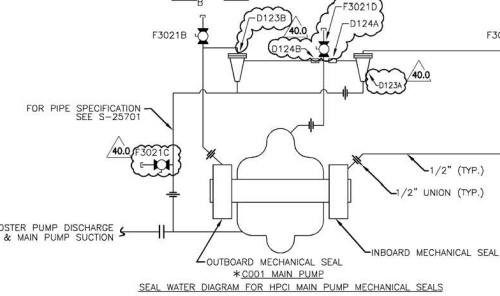 B
F3021B
D123B
40.0
F3021D
D124A
D124B
F30
40.0
D123A
FOR PIPE SPECIFICATION
SEE S-25701
40.0
F3021C
1/2" (TYP.)
1/2" UNION (TYP.)
OSTER PUMP DISCHARGE
& MAIN PUMP SUCTION
INBOARD MECHANICAL SEAL
OUTBOARD MECHANICAL SEAL
*C001 MAIN PUMP
SEAL WATER DIAGRAM FOR HPCI MAIN PUMP MECHANICAL SEALS